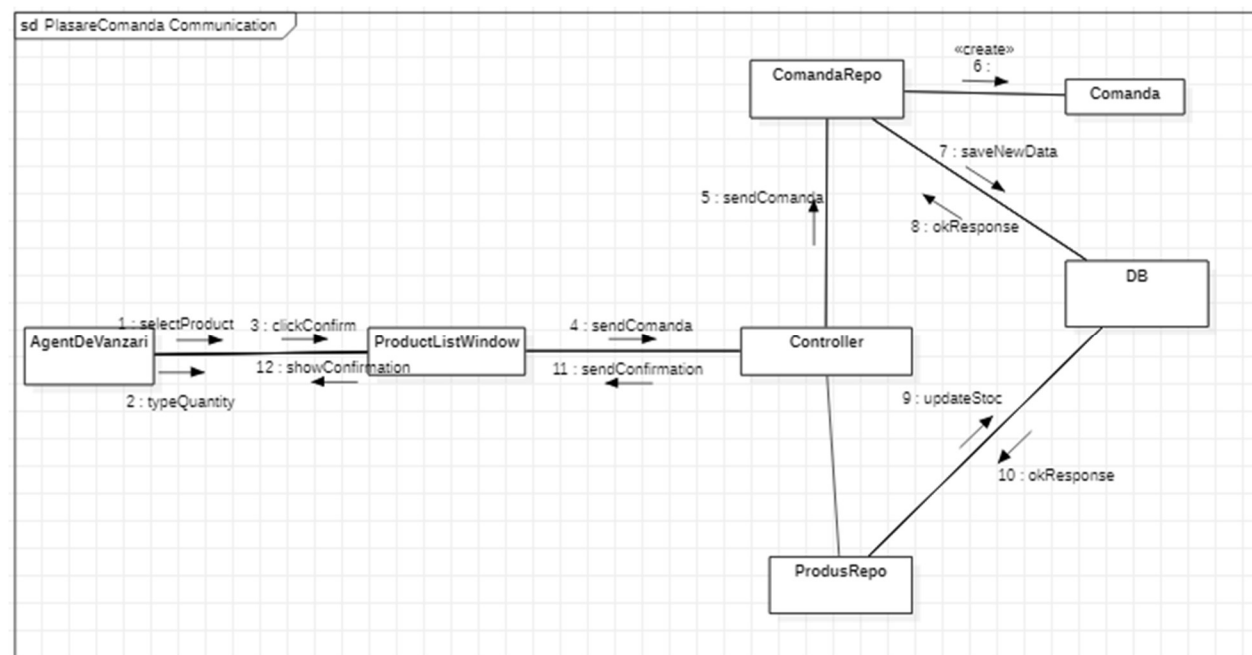 sd PlasareComanda Communication
«create»
6 :
ComandaRepo
Comanda
7 : saveNewData
5 : sendComanda
8 : okResponse
DB
1 : selectProduct
3 : clickConfirm
4 : sendComanda
AgentDeVanzari
ProductListWindow
Controller
12 : showConfirmation
11 : sendConfirmation
2 : typeQuantity
9 : updateStoc
10 : okResponse
ProdusRepo